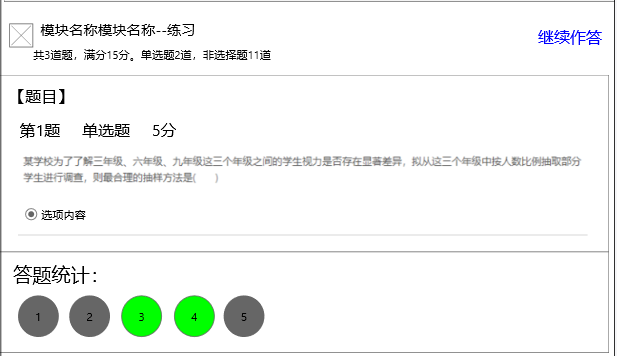 模块名称模块名称--练习
继续作答
共3道题，满分15分。单选题2道，非选择题11道
【题目】
第1题 单选题 5分
某学校为了了解三年级、六年级、九年级这三个年级之间的学生视力是否存在显著差异，拟从这三个年级中按人数比例抽取部分
学生进行调查，则最合理的抽样方法是( )
选项内容
答题统计：
1 2 3 4 5